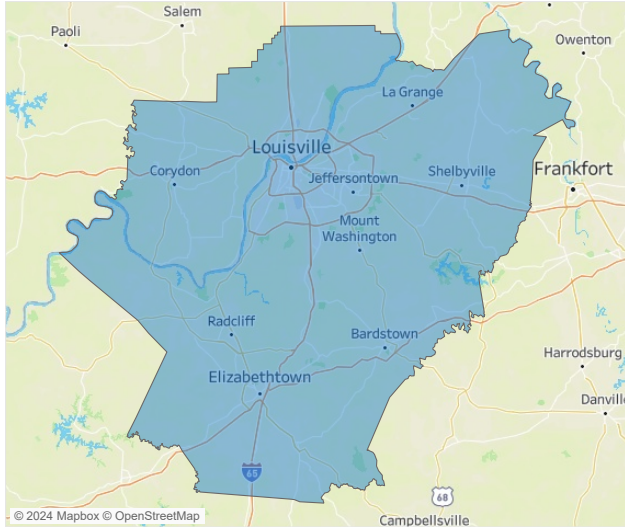 Salem
Paoli
Owenton
La Grange
Louisville
Corydon
Jeffersontown
Shelbyville
Frankfort
Mount
Washington
Radcliff
Bardstown
Harrodsburg
Elizabethtown
Danvil
65
68
Campbellsville
© 2024 Mapbox © OpenStreetMap